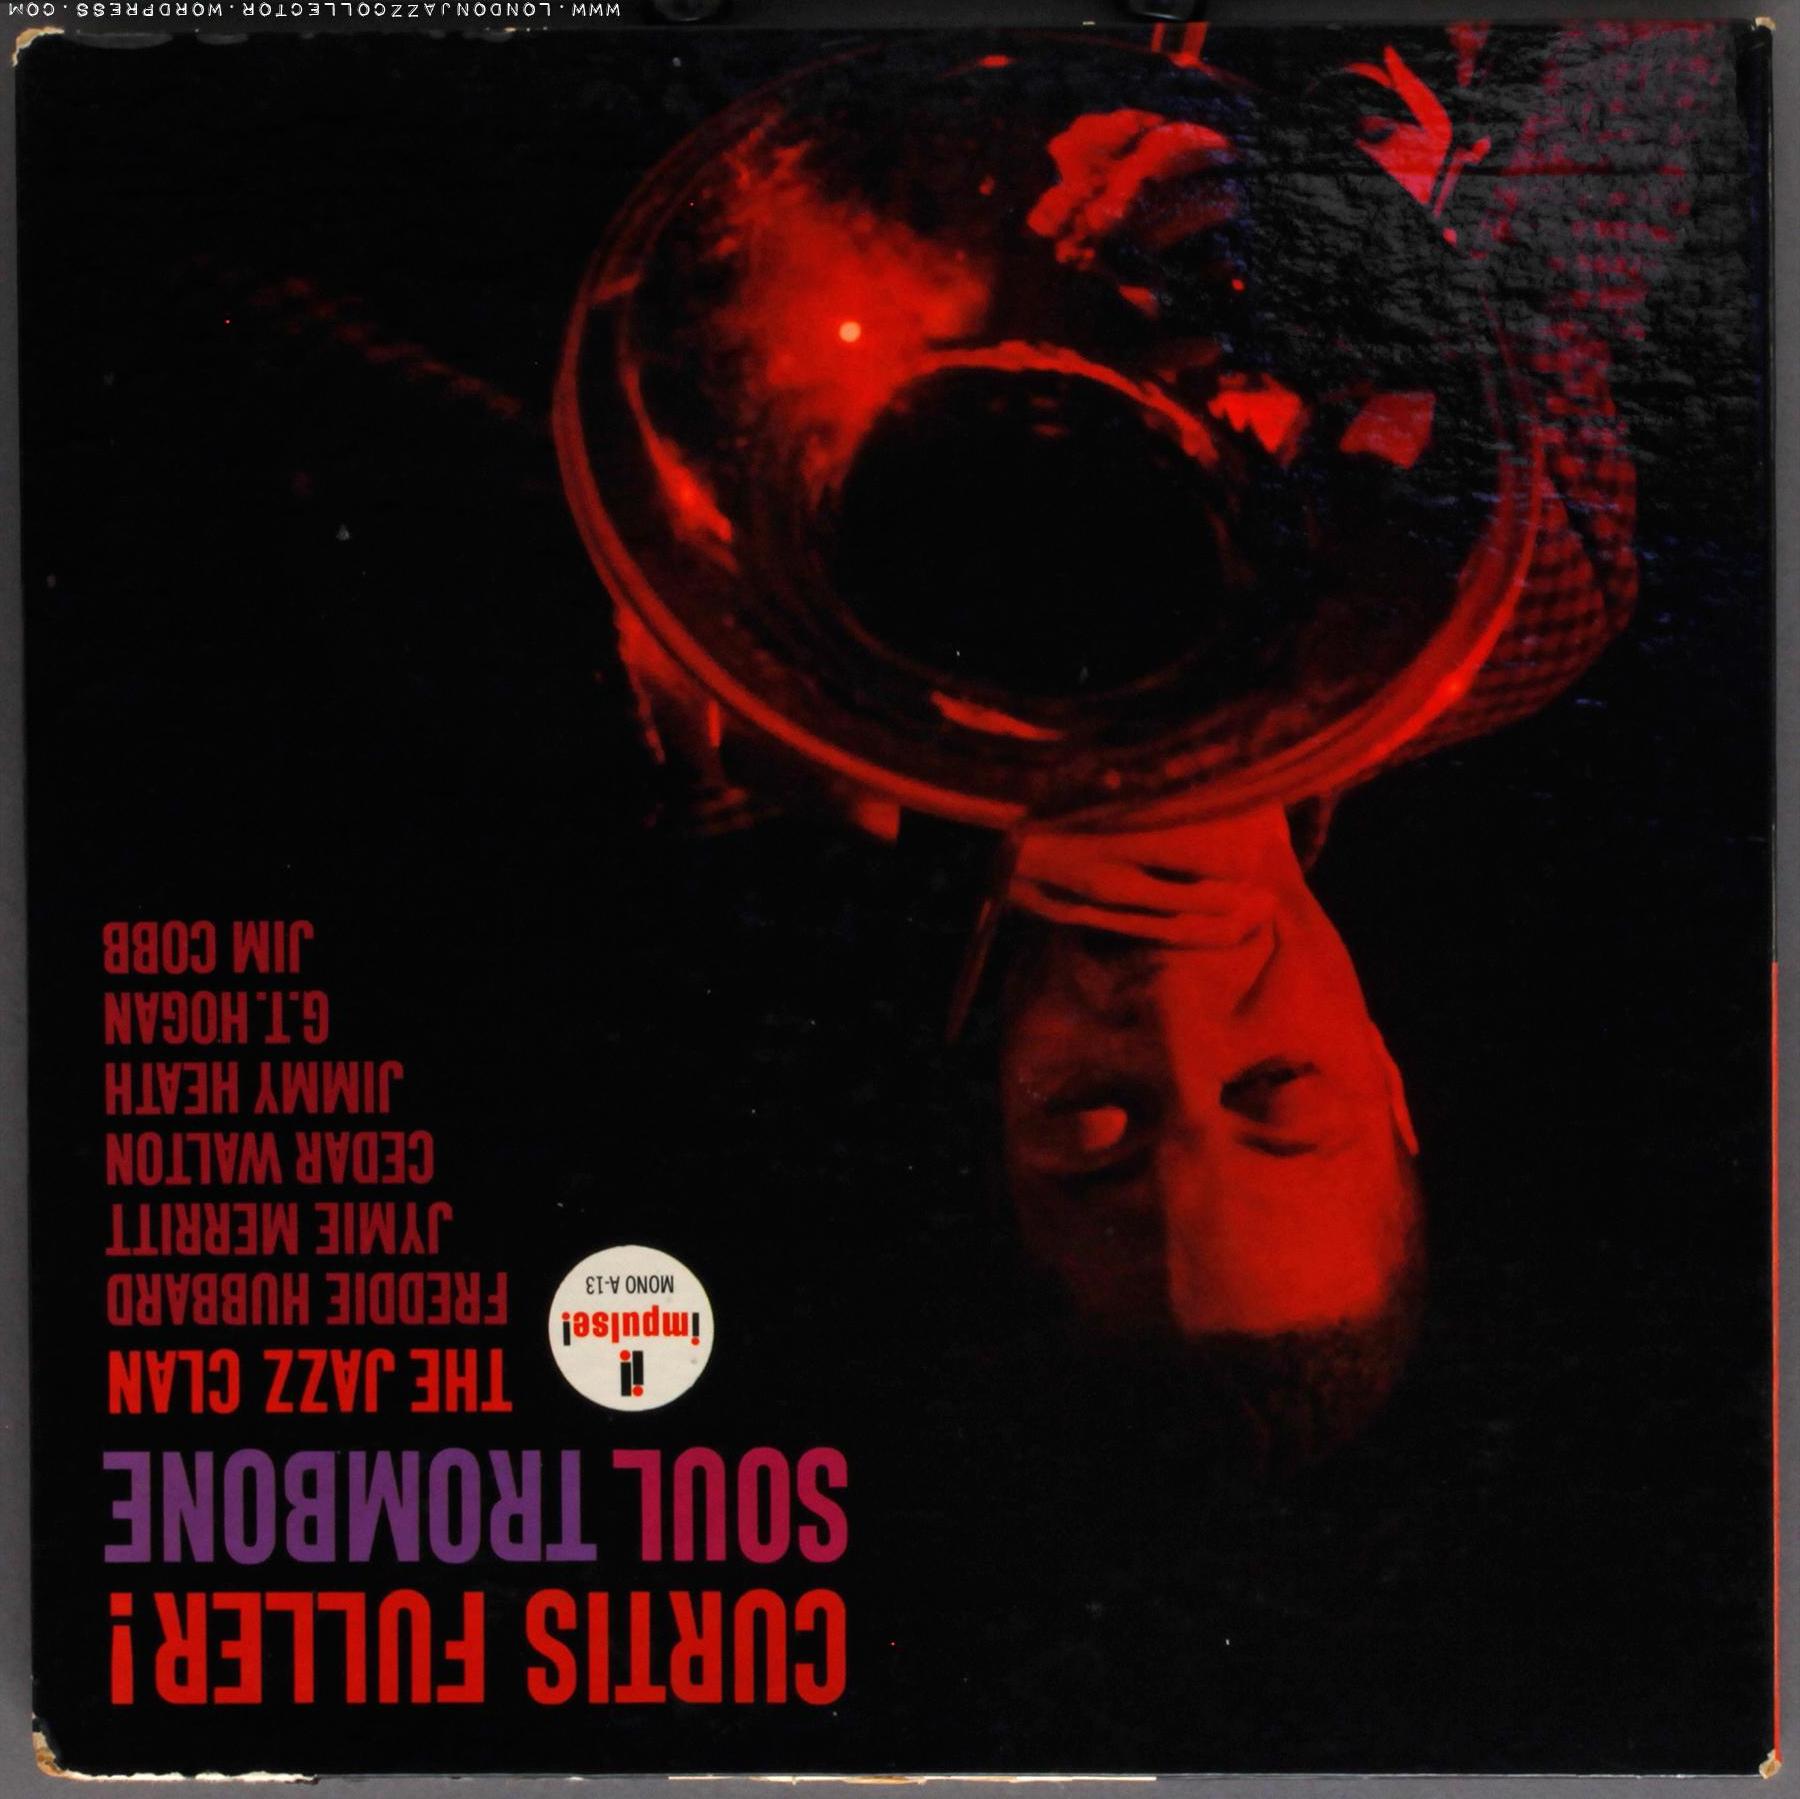 CURTIS FULLER!
SOUL TROMBONE
THE JAZZ CLAN
FREDDIE HUBBARD
JYMIE MERRITT
CEDAR WALTON
JIMMY HEATH
G.T. HOGAN
JIM COBB
impulse!
MONO A-13
WWW.LONDONJAZZCOLLECTOR.WORDPRESS.COM